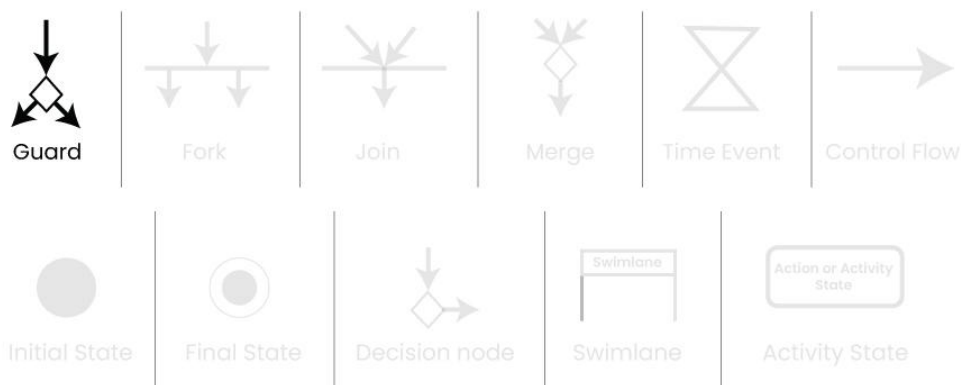 Guard
Fork
Join
Merge
Time Event
Control Flow
Swimlane
Action or Activity
State
Initial State
Final State
Decision node
Swimlane
Activity State